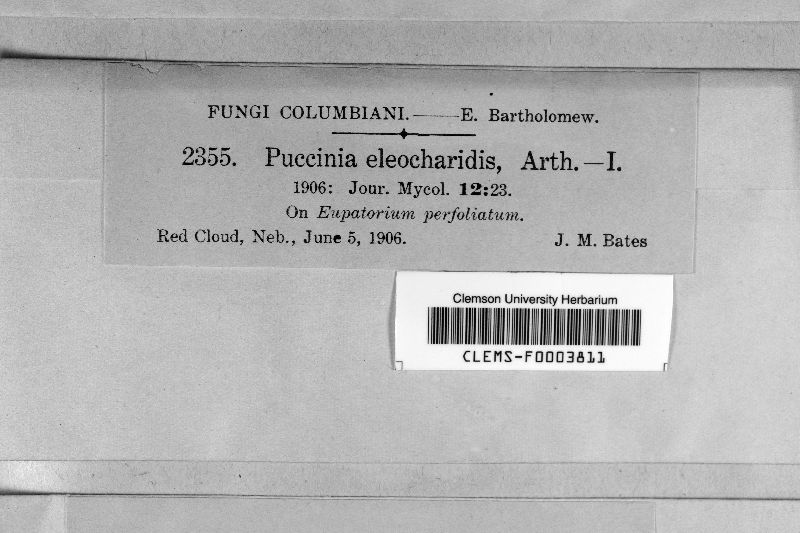 FUNGI COLUMBIANI.——E. Bartholomew.
2355. Puccinia eleocharidis, Arth.—I.
1906: Jour. Mycol. 12:23.
On Eupatorium perfoliatum.
Red Cloud, Neb., June 5, 1906. J. M. Bates
Clemson University Herbarium
CLEMS-F0003811